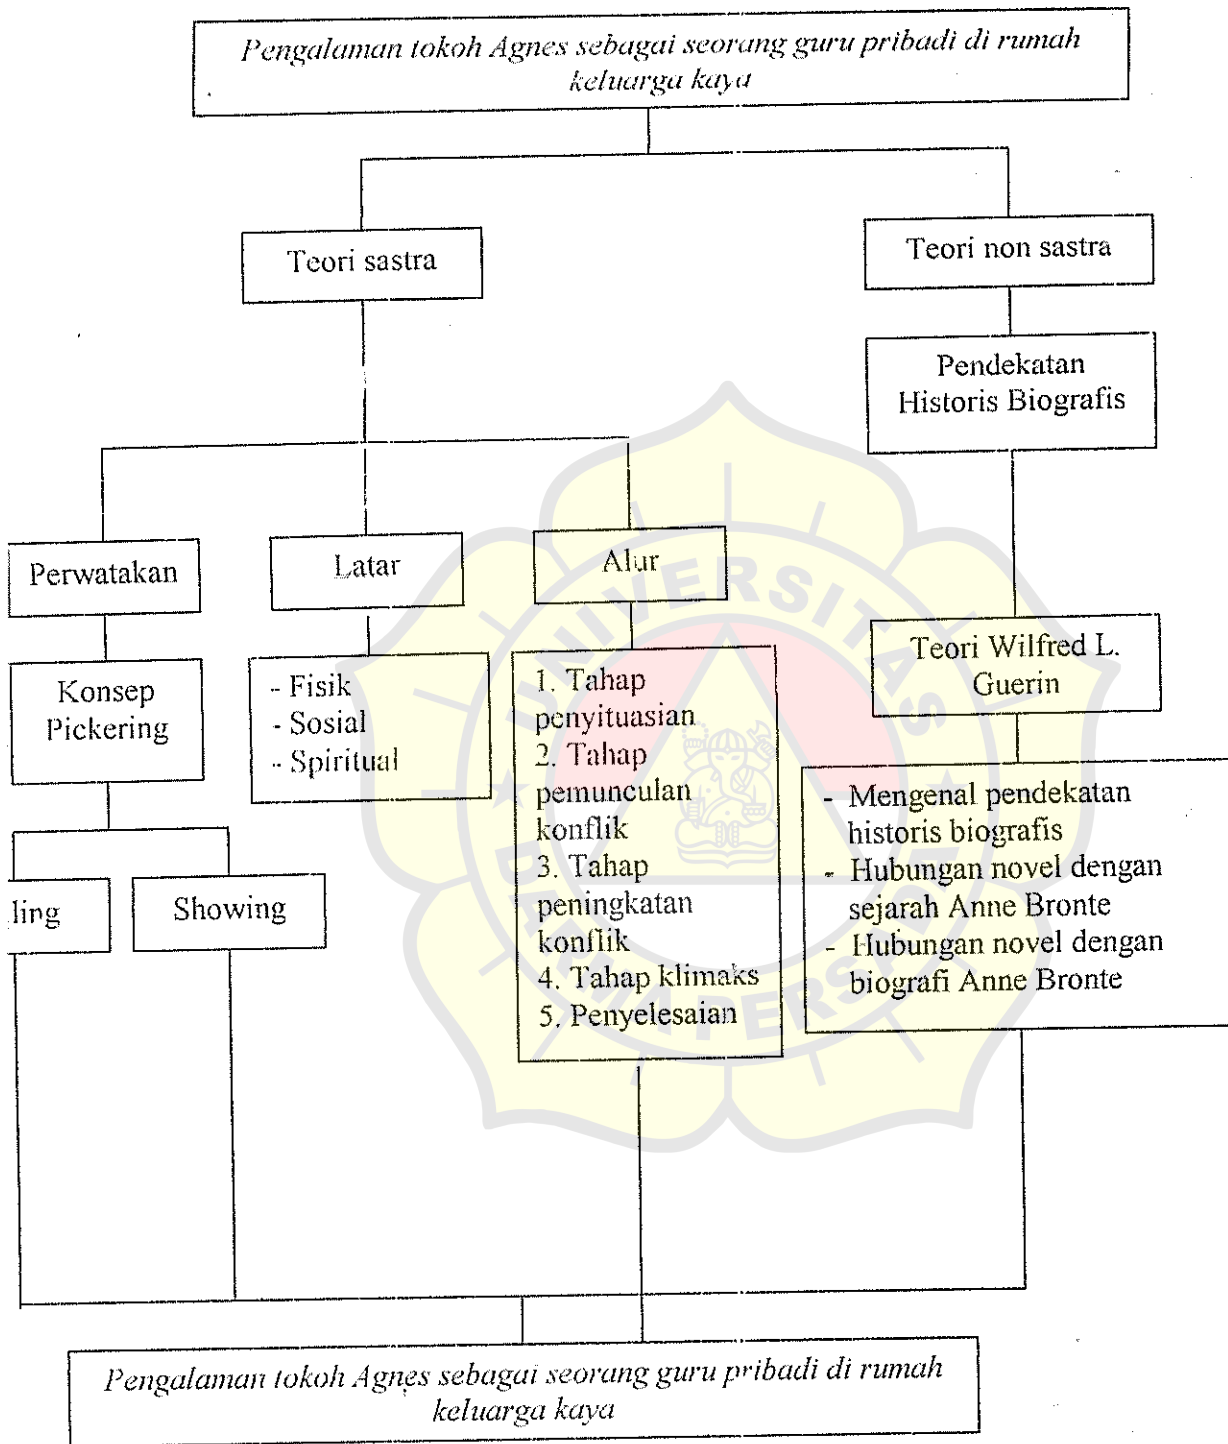 Pengalaman tokoh Agnes sebagai seorang guru pribadi di rumah
keluarga kaya
Teori sastra
Teori non sastra
Pendekatan
Historis Biografis
Perwatakan
Latar
Alur
Teori Wilfred L.
Guerin
Konsep
Pickering
- Fisik
- Sosial
- Spiritual
1. Tahap
penyituasian
2. Tahap
pemunculan
konflik
3. Tahap
peningkatan
konflik
4. Tahap klimaks
5. Penyelesaian
- Mengenal pendekatan
historis biografis
- Hubungan novel dengan
sejarah Anne Bronte
- Hubungan novel dengan
biografi Anne Bronte
ling
Showing
UNIVERSITAS
DARMA PERSADA
Pengalaman tokoh Agnes sebagai seorang guru pribadi di rumah
keluarga kaya